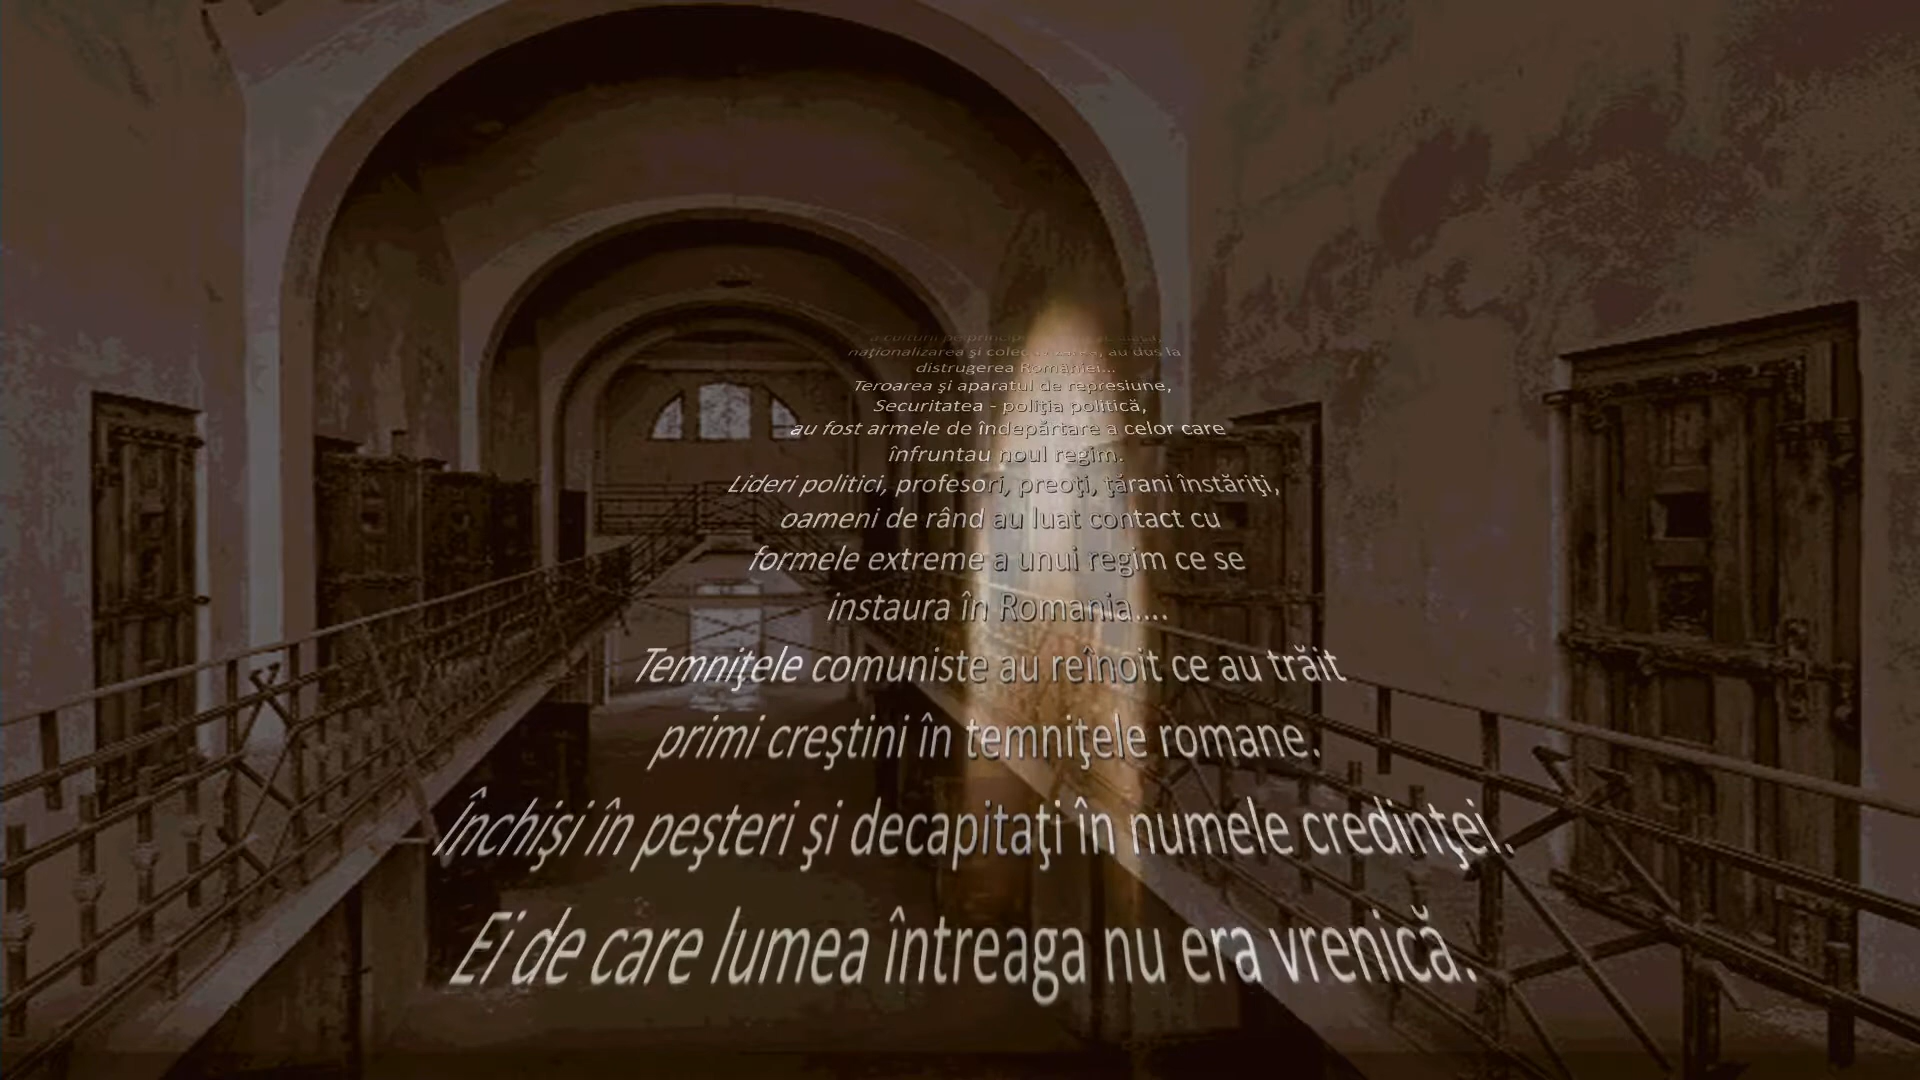 a culturii pe principii
naţionalizarea şi au dus la
distrugerea României...
Teroarea şi aparatul de represiune,
Securitatea - poliţia politică,
au fost armele de îndepărtare a celor care
înfruntau noul regim.
Lideri politici, profesori, preoţi, ţărani înstăriţi,
oameni de rând au luat contact cu
formele extreme a unui regim ce se
instaura în Romania....
Temniţele comuniste au reînoit ce au trăit
primi creştini în temniţele romane.
Închişi în peşteri şi decapitaţi în numele credinţei.
Ei de care lumea întreaga nu era vrenică.